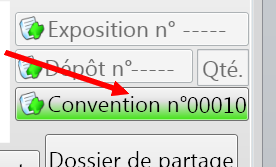 Exposition n° -----
Dépôt n°----- Qté.
Convention n°00010
Dossier de partage